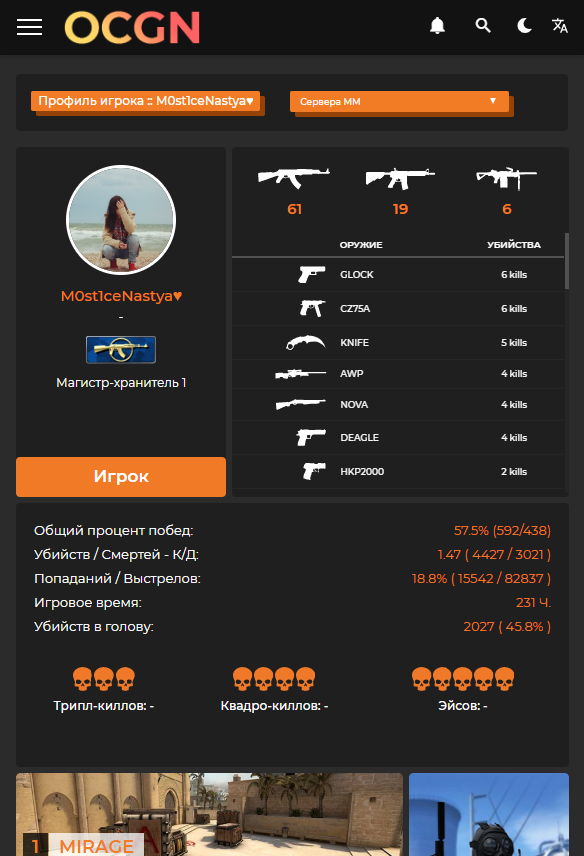 OCGN
Профиль игрока :: M0st1ceNastya♥
Сервера ММ ▼
M0st1ceNastya♥
-
Магистр-хранитель 1
Игрок
61 19 6
ОРУЖИЕ УБИЙСТВА
GLOCK 6 kills
CZ75A 6 kills
KNIFE 5 kills
AWP 4 kills
NOVA 4 kills
DEAGLE 4 kills
HKP2000 2 kills
Общий процент побед: 57.5% (592/438)
Убийств / Смертей - К/Д: 1.47 ( 4427 / 3021 )
Попаданий / Выстрелов: 18.8% ( 15542 / 82837 )
Игровое время: 231 Ч.
Убийств в голову: 2027 ( 45.8% )
Трипл-киллов: - Квадро-киллов: - Эйсов: -
1 MIRAGE